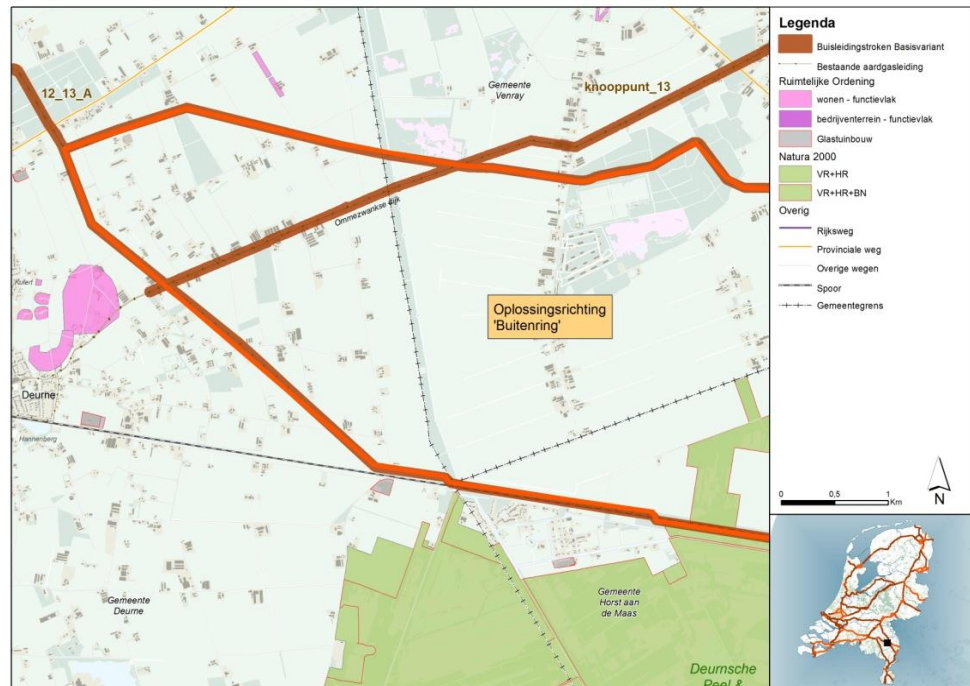 12_13_A
Gemeente
Venray
knooppunt_13
Ommezwankse dijk
Oplossingsrichting
'Buitenring'
Deurne
Gemeente
Deurne
Gemeente
Horst aan
de Maas
Deurnsche
Peel &
Legenda
Buisleidingstroken Basisvariant
Bestaande aardgasleiding
Ruimtelijke Ordening
wonen - functievlak
bedrijventerrein - functievlak
Glastuinbouw
Natura 2000
VR+HR
VR+HR+BN
Overig
Rijksweg
Provinciale weg
Overige wegen
Spoor
Gemeentegrens
0 0,5 1
Km
N